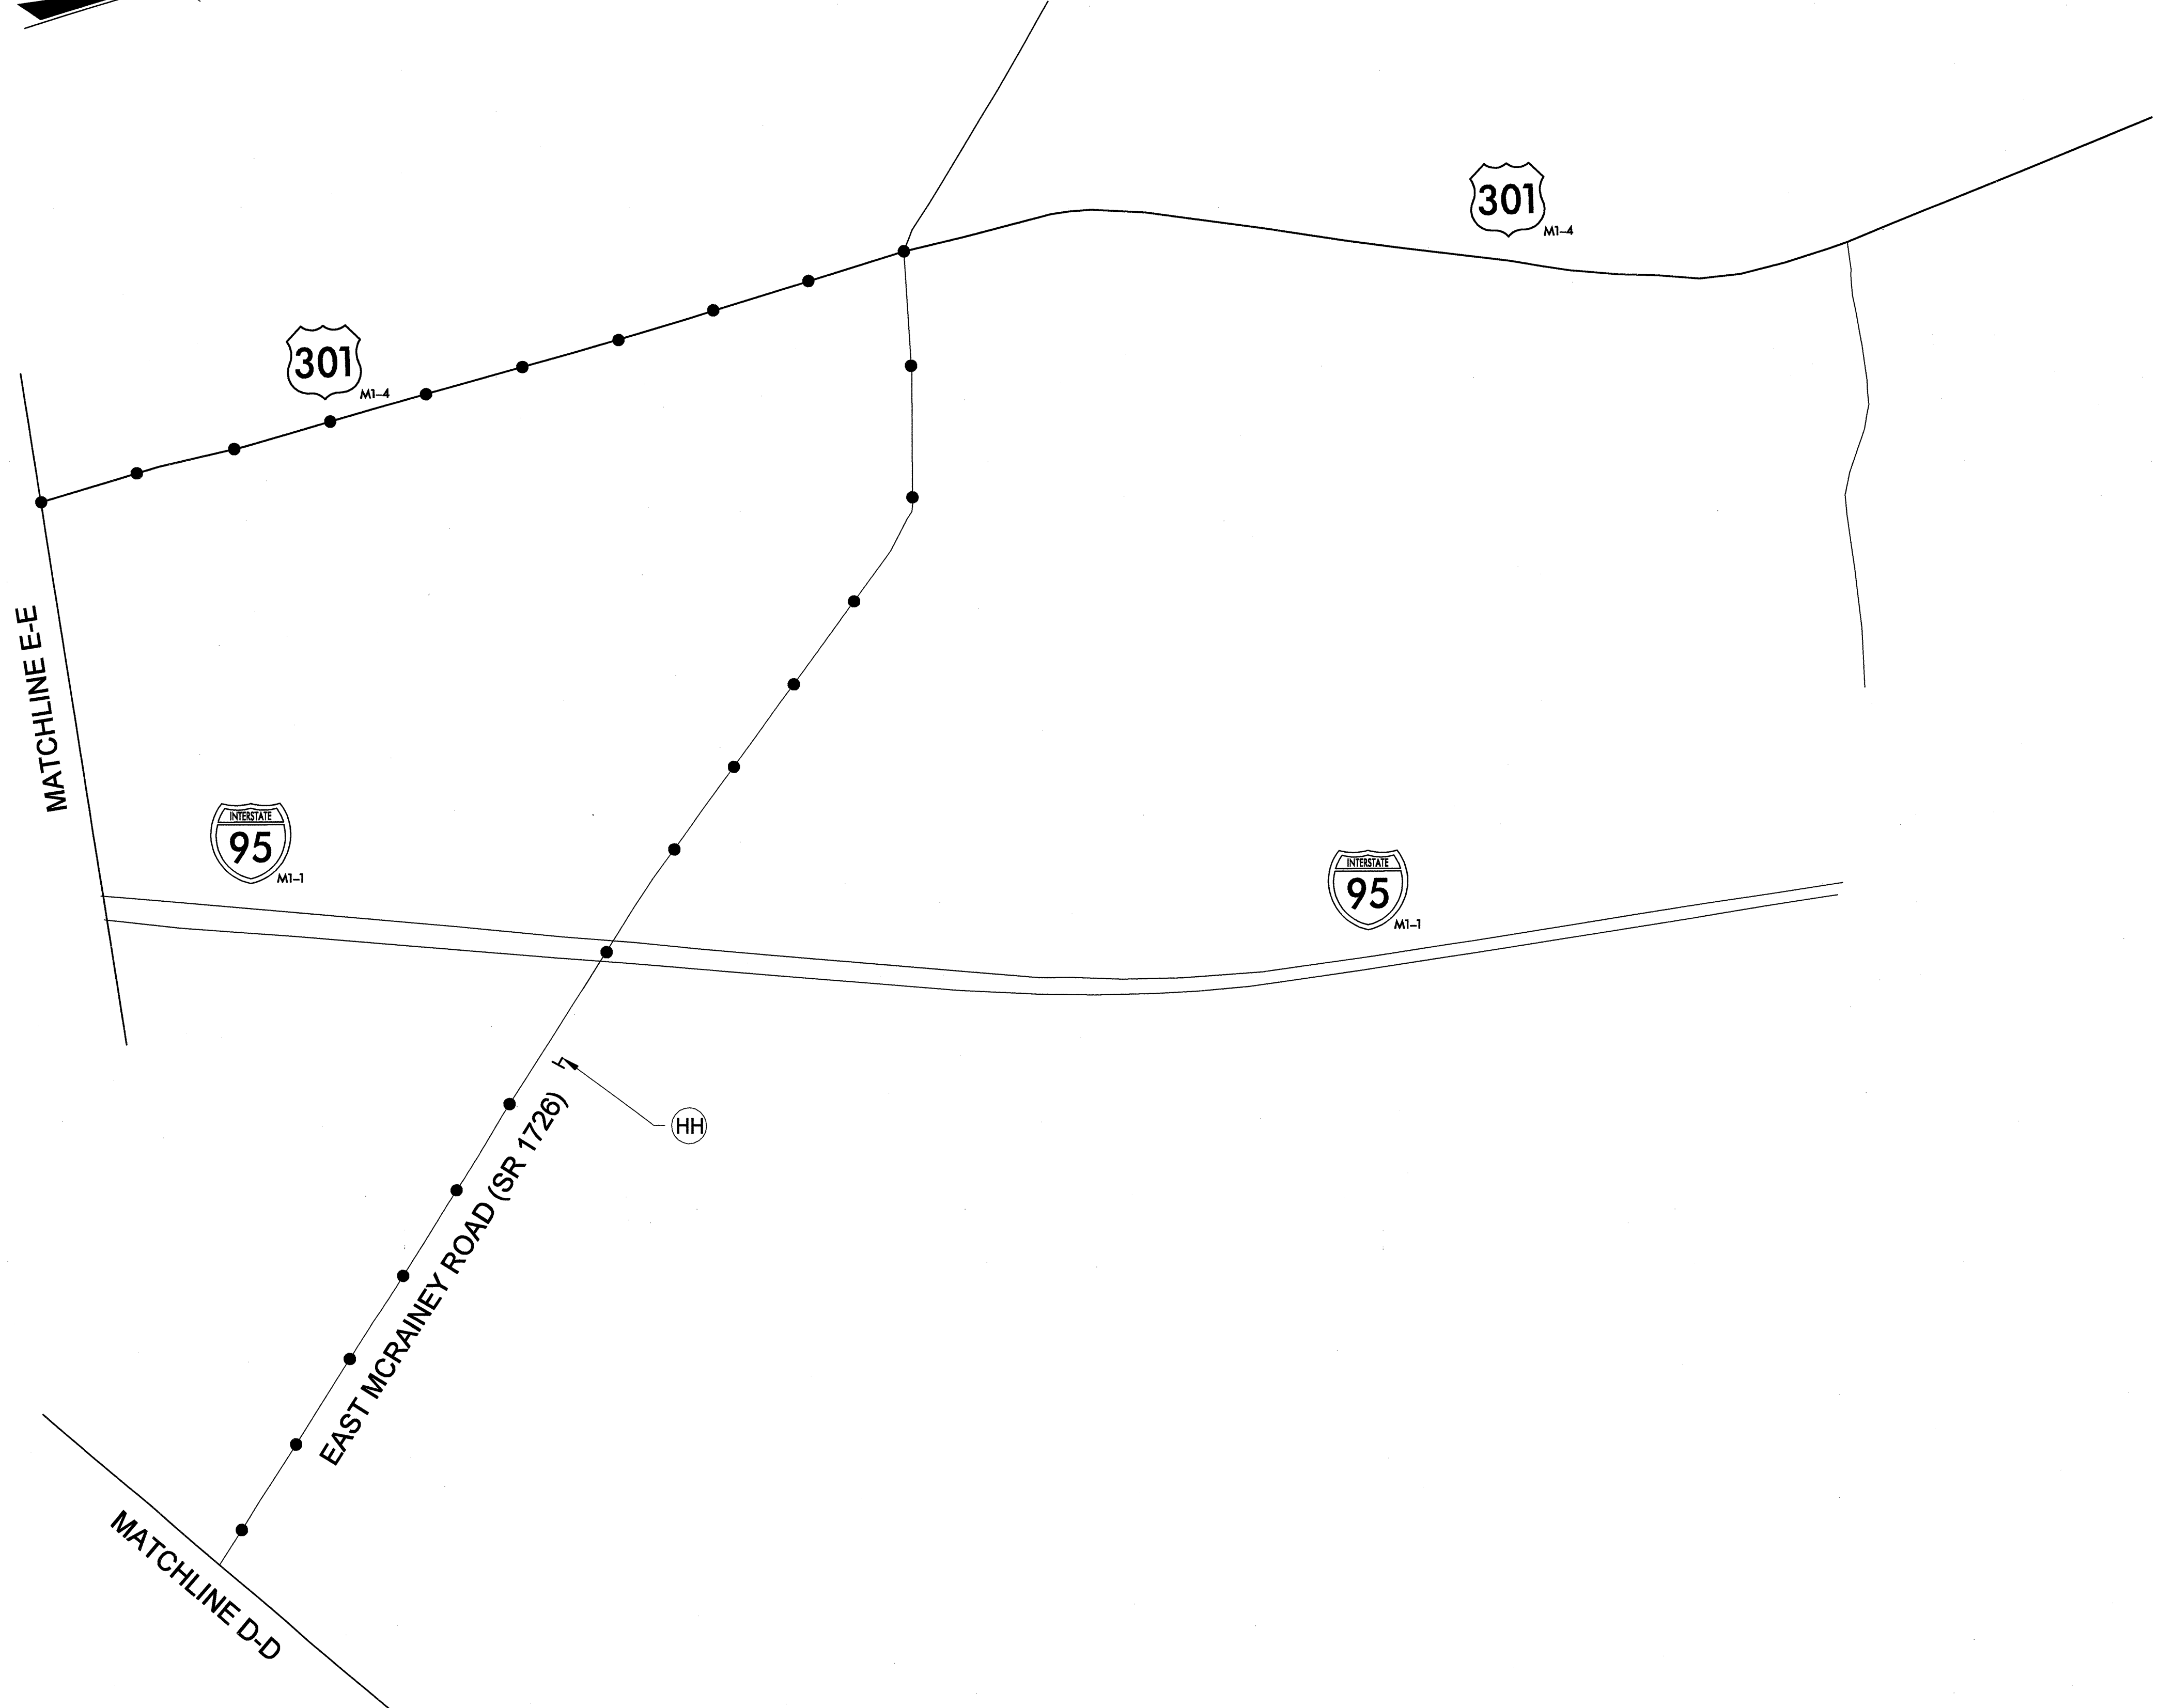 301
M1-4
301
M1-4
MATCHLINE E-E
INTERSTATE
95
M1-1
INTERSTATE
95
M1-1
HH
EAST MCRAINEY ROAD (SR 1726)
MATCHLINE D-D